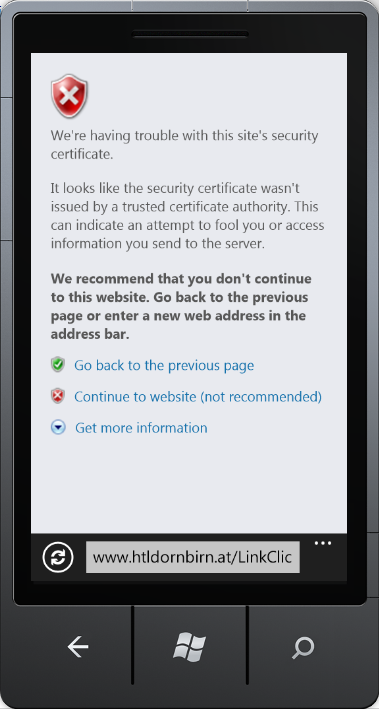 We're having trouble with this site's security
certificate.
It looks like the security certificate wasn't
issued by a trusted certificate authority. This
can indicate an attempt to fool you or access
information you send to the server.
We recommend that you don't continue
to this website. Go back to the previous
page or enter a new web address in the
address bar.
Go back to the previous page
Continue to website (not recommended)
Get more information
www.htldornbirn.at/LinkClic